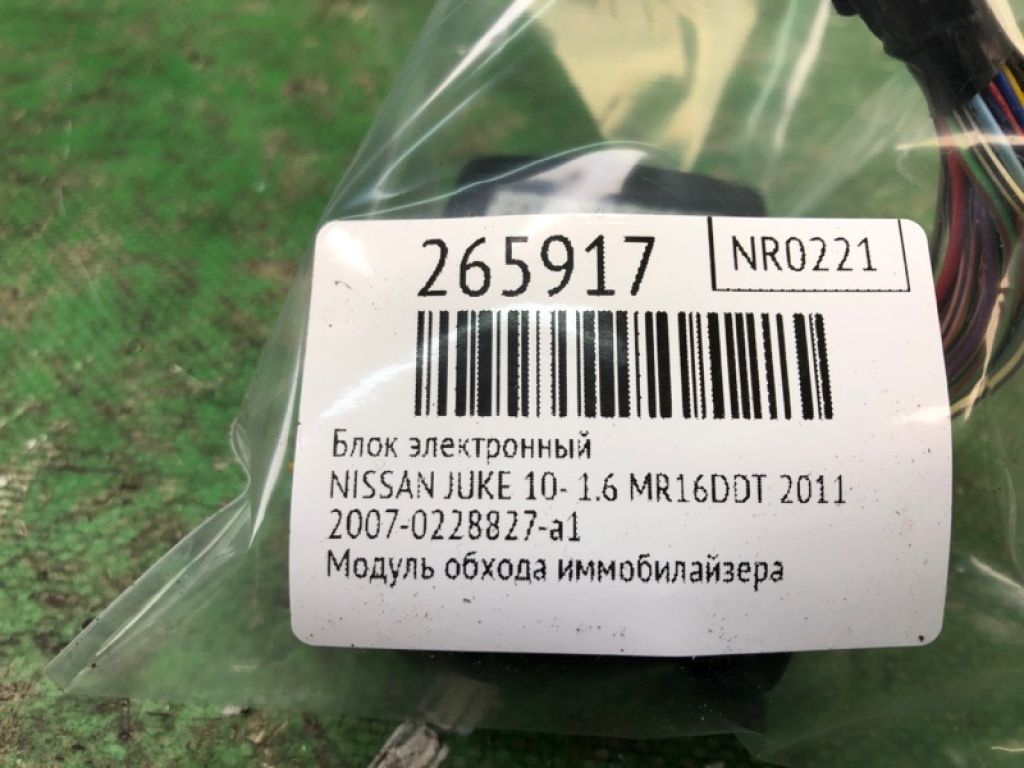 265917
NR0221
Блок электронный
NISSAN JUKE 10- 1.6 MR16DDT 2011
2007-0228827-a1
Модуль обхода иммобилайзера